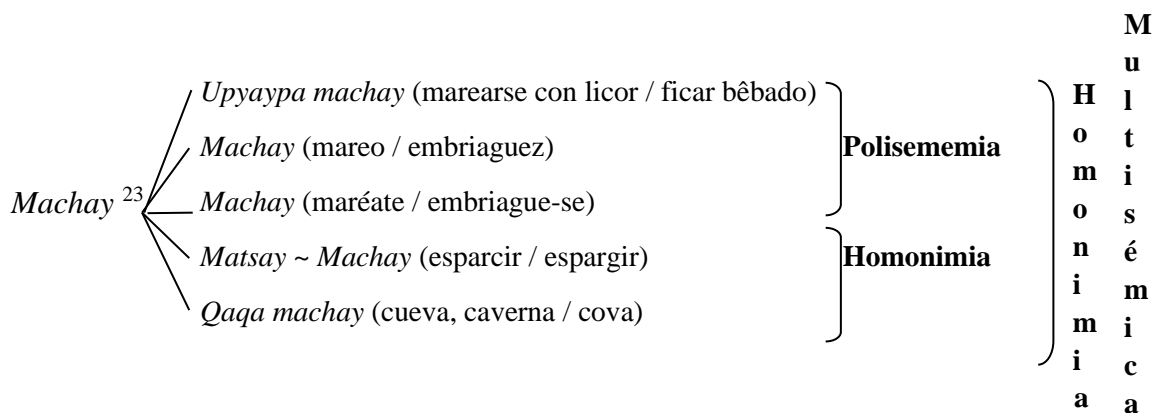 Upyaypa machay (marearse con licor / ficar bêbado)
Machay (mareo / embriaguez)
Polisememia
Machay 23
Machay (maréate / embriague-se)
Matsay ~ Machay (esparcir / espargir)
Homonimia
Qaqa machay (cueva, caverna / cova)
Homonimia
Multisémica